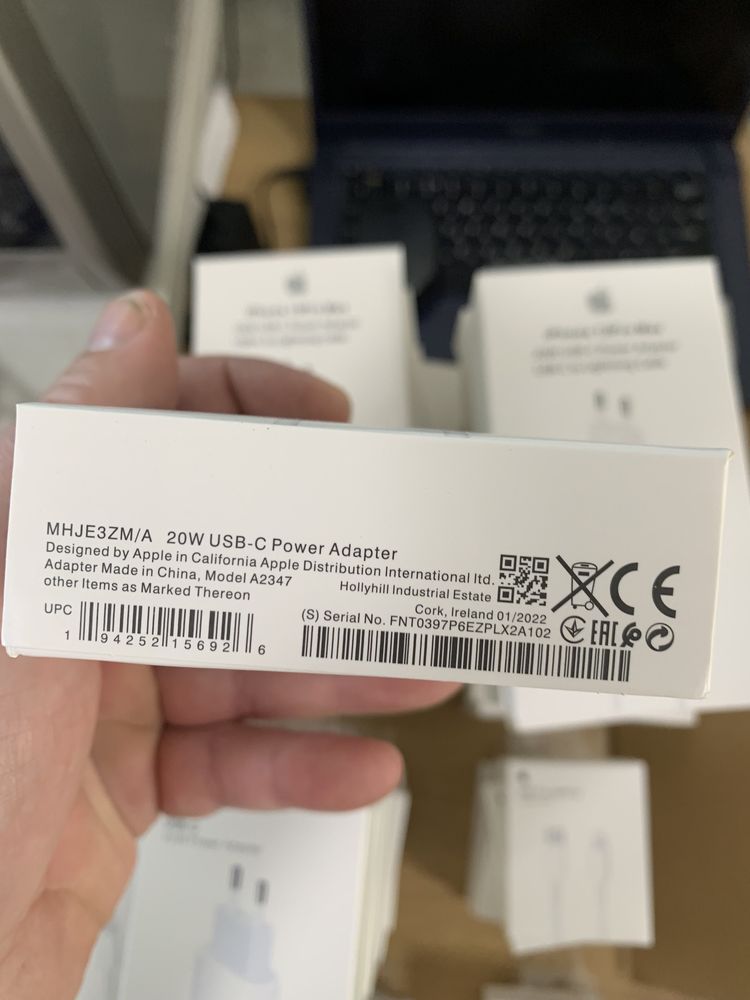 MHJE3ZM/A 20W USB-C Power Adapter
Designed by Apple in California Apple Distribution International ltd.
Adapter Made in China, Model A2347 Hollyhill Industrial Estate
other Items as Marked Thereon Cork, Ireland 01/2022
UPC (S) Serial No. FNT0397P6EZPLX2A102
1 94252 15692 6
CE
EAC